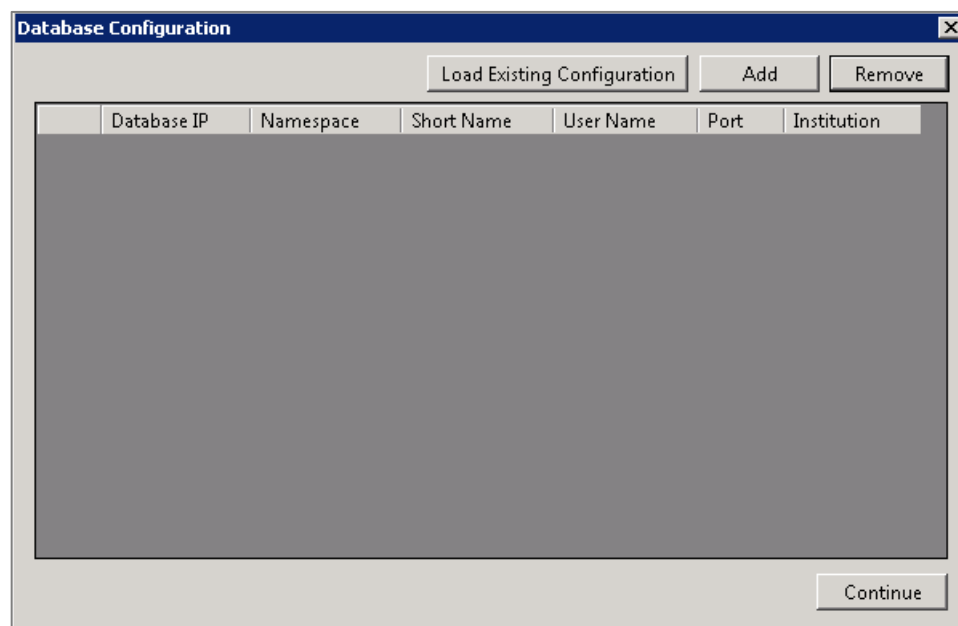 Database Configuration
Load Existing Configuration Add Remove
Database IP Namespace Short Name User Name Port Institution
Continue